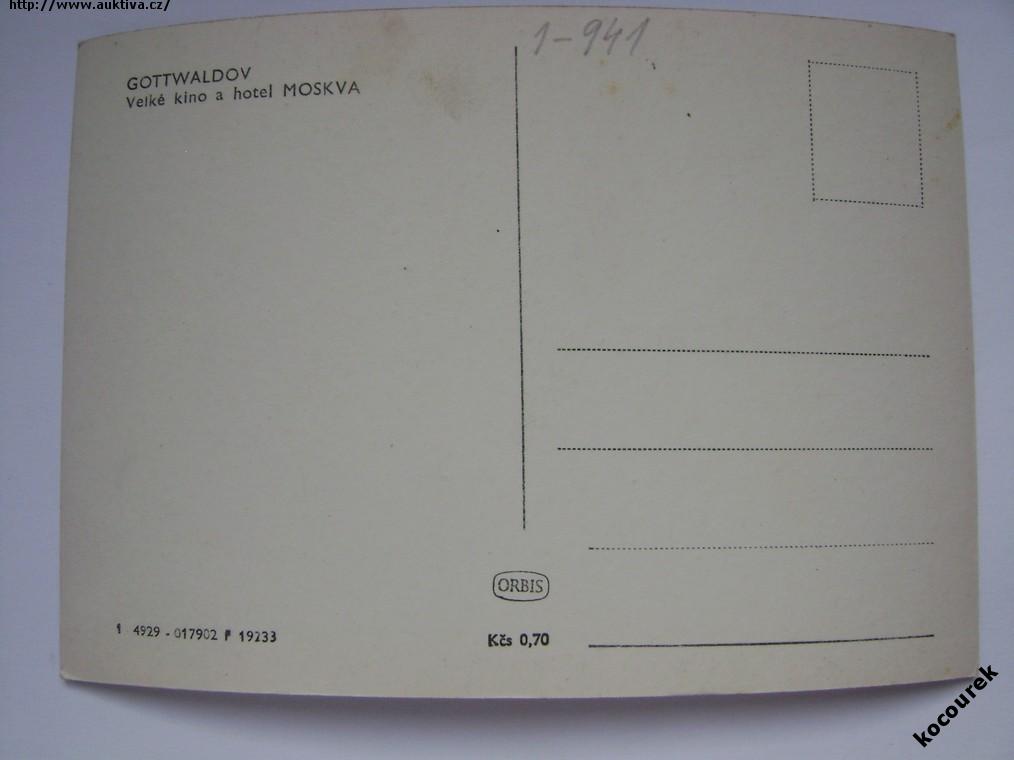 http://www.auktiva.cz/
1-941
GOTTWALDOV
Velké kino a hotel MOSKVA
ORBIS
1 4929 - 017902 F 19233
Kčs 0,70
kocourek